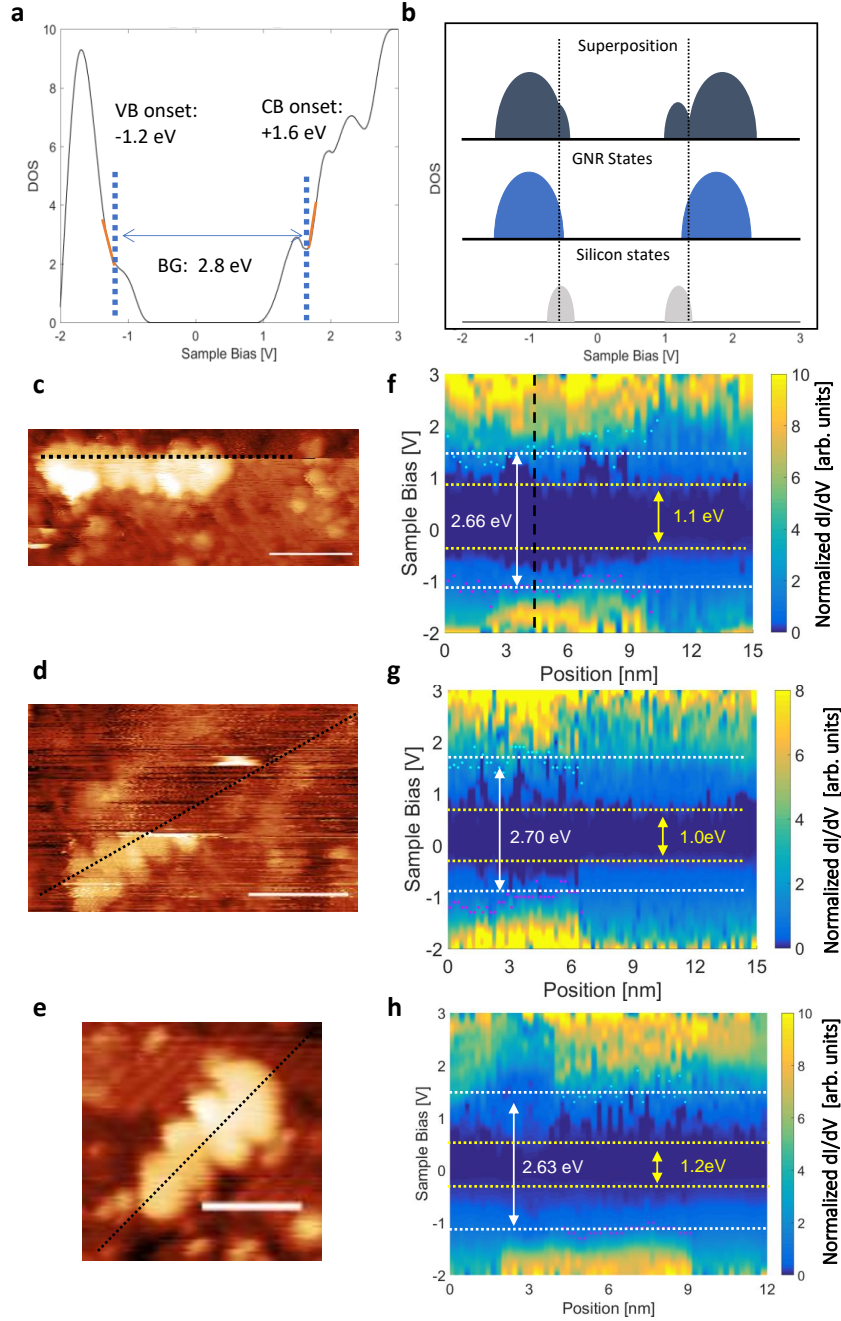 a
10
8
6
4
2
0
DOS
VB onset:
-1.2 eV
CB onset:
+1.6 eV
BG: 2.8 eV
-2 -1 0 1 2 3
Sample Bias [V]
b
Superposition
GNR States
Silicon states
DOS
-2 -1 0 1 2 3
Sample Bias [V]
c
f
3
2
1
0
-1
-2
Sample Bias [V]
2.66 eV
1.1 eV
0 3 6 9 12 15
Position [nm]
10
8
6
4
2
0
Normalized dI/dV [arb. units]
d
g
3
2
1
0
-1
-2
Sample Bias [V]
2.70 eV
1.0eV
0 3 6 9 12 15
Position [nm]
8
6
4
2
0
Normalized dI/dV [arb. units]
e
h
3
2
1
0
-1
-2
Sample Bias [V]
2.63 eV
1.2eV
0 3 6 9 12
Position [nm]
10
8
6
4
2
0
Normalized dI/dV [arb. units]